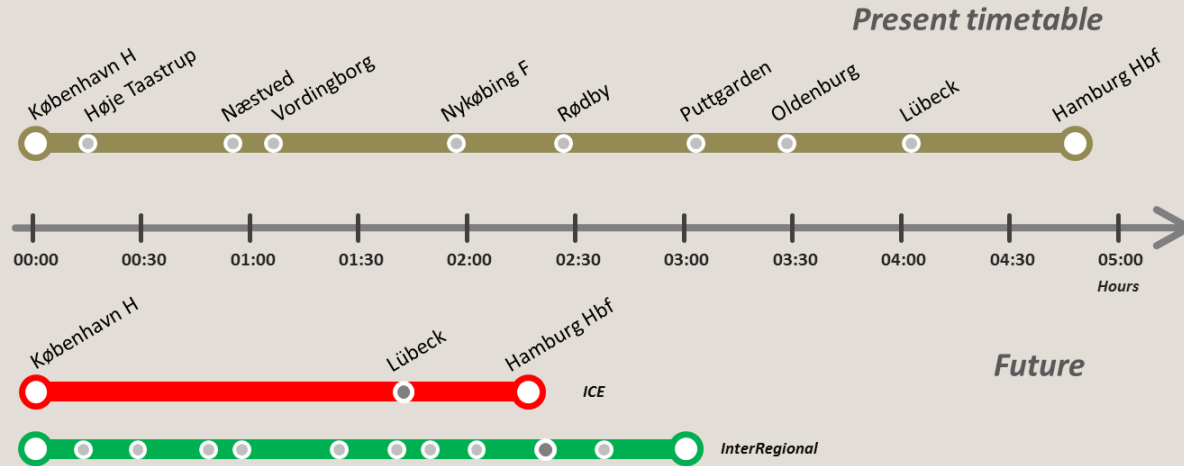 Present timetable
København H
Høje Taastrup
Næstved
Vordingborg
Nykøbing F
Rødby
Puttgarden
Oldenburg
Lübeck
Hamburg Hbf
00:00
00:30
01:00
01:30
02:00
02:30
03:00
03:30
04:00
04:30
05:00
Hours
København H
Lübeck
Hamburg Hbf
Future
ICE
InterRegional